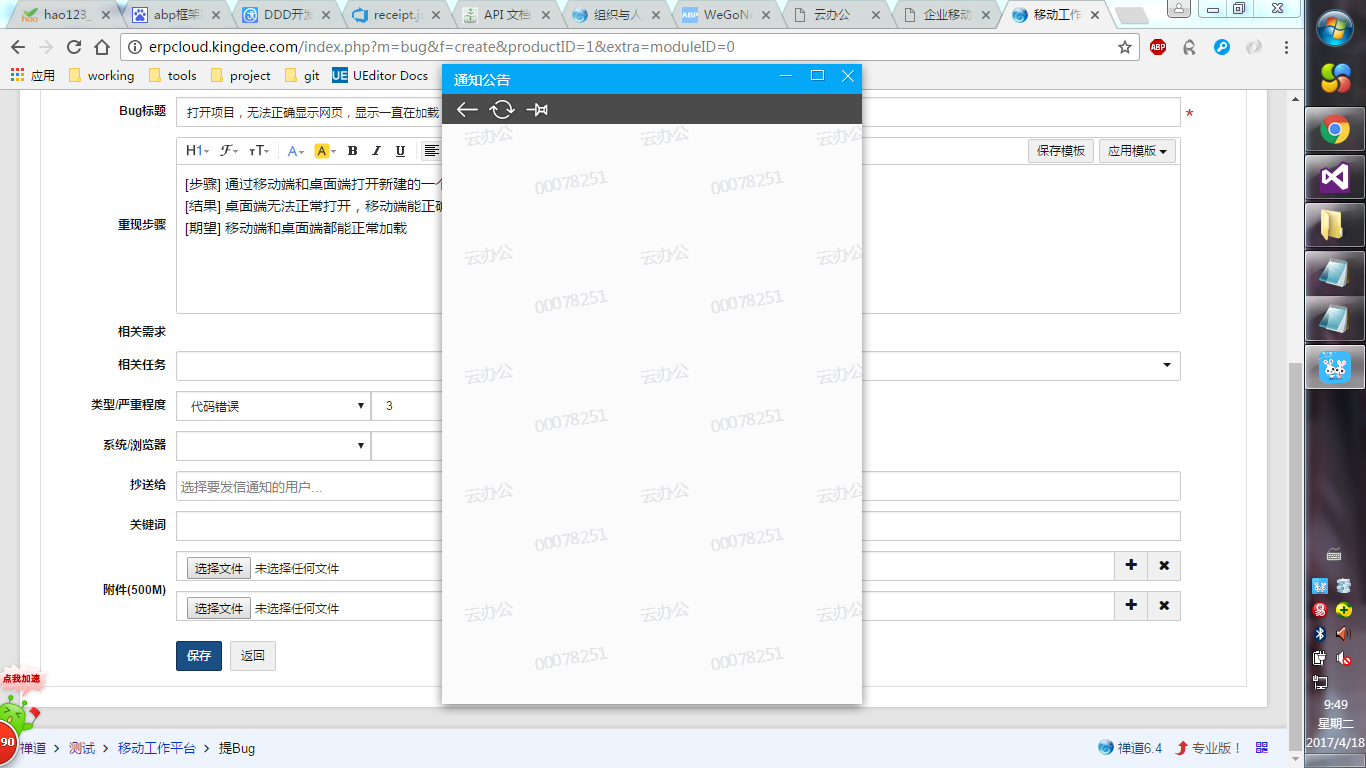 hao123_
abp框架
DDD开发
receipt.j
API 文档
组织与人
WeGoNo
云办公
企业移动
移动工作
erpcloud.kingdee.com/index.php?m=bug&f=create&productID=1&extra=moduleID=0
ABP
应用 working tools project git UE UEditor Docs
通知公告
Bug标题 打开项目，无法正确显示网页，显示一直在加载 *
H1 ℱ TT A A B I U 保存模板 应用模版
重现步骤
[步骤] 通过移动端和桌面端打开新建的一个
[结果] 桌面端无法正常打开，移动端能正确
[期望] 移动端和桌面端都能正常加载
相关需求
相关任务
类型/严重程度 代码错误 3
系统/浏览器
抄送给 选择要发信通知的用户...
关键词
附件(500M)
选择文件 未选择任何文件
选择文件 未选择任何文件
保存 返回
云办公 云办公 云办公
00078251 00078251
云办公 云办公 云办公
00078251 00078251
云办公 云办公 云办公
00078251 00078251
云办公 云办公 云办公
00078251 00078251
云办公 云办公 云办公
00078251 00078251
点我加速
90
禅道 > 测试 > 移动工作平台 > 提Bug
禅道6.4 专业版！
9:49
星期二
2017/4/18